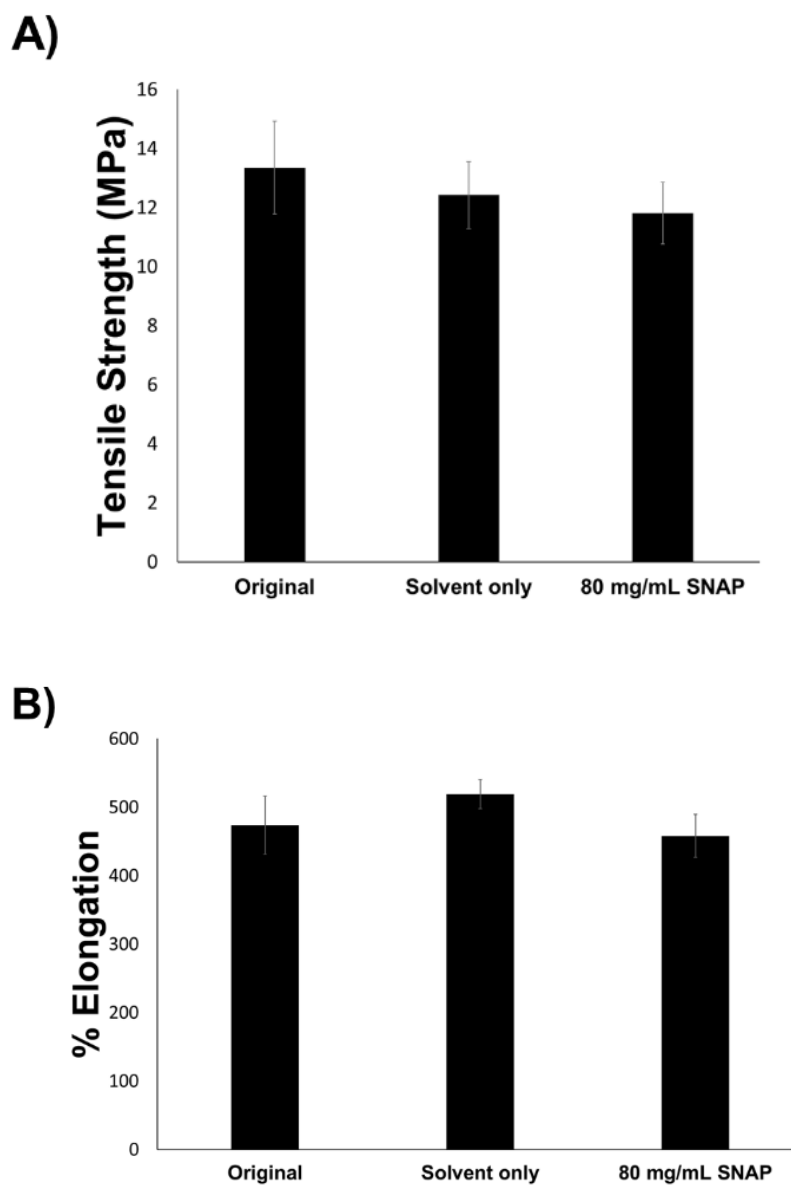 A)
Tensile Strength (MPa)
16
14
12
10
8
6
4
2
0
Original Solvent only 80 mg/mL SNAP
B)
% Elongation
600
500
400
300
200
100
0
Original Solvent only 80 mg/mL SNAP